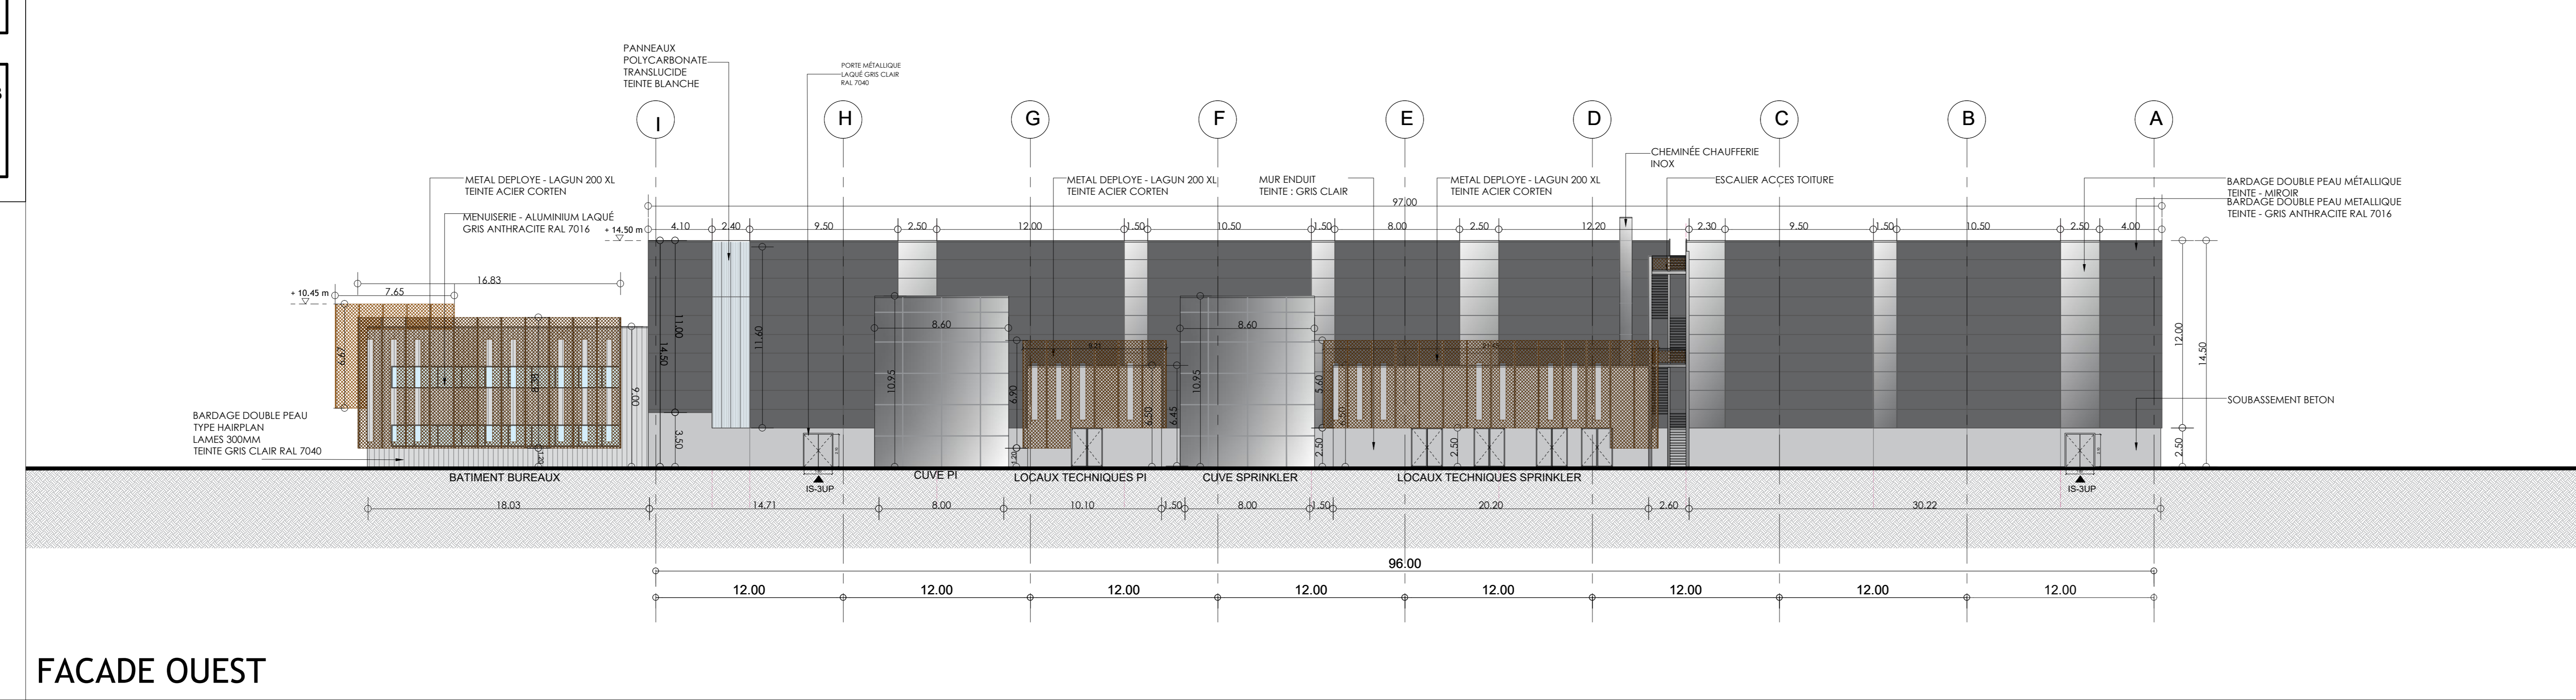 PANNEAUX
POLYCARBONATE
TRANSLUCIDE
TEINTE BLANCHE
PORTE MÉTALLIQUE
LAQUÉ GRIS CLAIR
RAL 7040
I H G F E D C B A
CHEMINÉE CHAUFFERIE
INOX
METAL DEPLOYE - LAGUN 200 XL
TEINTE ACIER CORTEN
METAL DEPLOYE - LAGUN 200 XL
TEINTE ACIER CORTEN
MUR ENDUIT
TEINTE : GRIS CLAIR
METAL DEPLOYE - LAGUN 200 XL
TEINTE ACIER CORTEN
ESCALIER ACCES TOITURE
BARDAGE DOUBLE PEAU MÉTALLIQUE
TEINTE - MIROIR
BARDAGE DOUBLE PEAU METALLIQUE
TEINTE - GRIS ANTHRACITE RAL 7016
MENUISERIE - ALUMINIUM LAQUÉ
GRIS ANTHRACITE RAL 7016
97.00
+ 14.50 m
4.10 2.40 9.50 2.50 12.00 1.50 10.50 1.50 8.00 2.50 12.20 2.30 9.50 1.50 10.50 2.50 4.00
16.83
+ 10.45 m
7.65
6.67
9.00
11.00
14.50
3.50
11.60
8.60
10.95
6.90
1.20
6.50
6.45
8.60
10.95
5.60
6.50
2.50
2.50
12.00
14.50
2.50
1.20
BARDAGE DOUBLE PEAU
TYPE HAIRPLAN
LAMES 300MM
TEINTE GRIS CLAIR RAL 7040
SOUBASSEMENT BETON
BATIMENT BUREAUX
IS-3UP
CUVE PI
LOCAUX TECHNIQUES PI
CUVE SPRINKLER
LOCAUX TECHNIQUES SPRINKLER
IS-3UP
18.03 14.71 8.00 10.10 1.50 8.00 1.50 20.20 2.60 30.22
96.00
12.00 12.00 12.00 12.00 12.00 12.00 12.00 12.00
FACADE OUEST